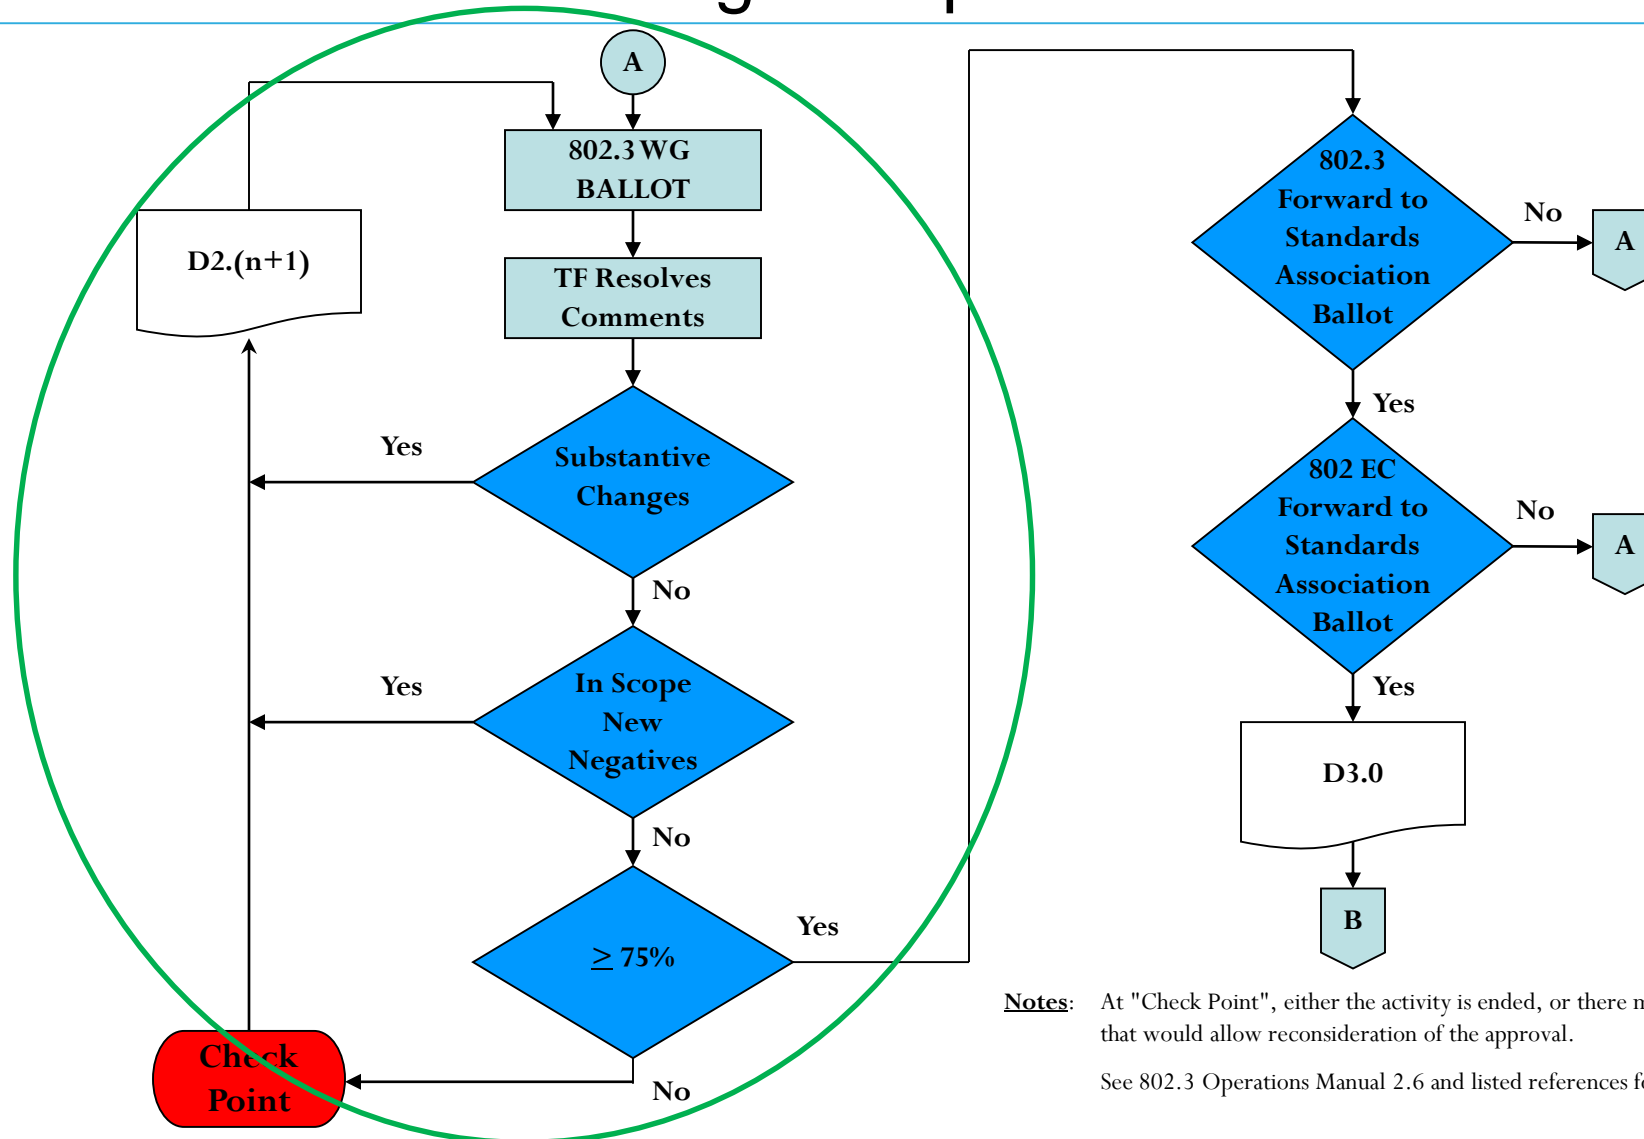 A
802.3 WG
BALLOT
D2.(n+1)
TF Resolves
Comments
Yes
Substantive
Changes
No
Yes
In Scope
New
Negatives
No
≥ 75%
Yes
Check
Point
No
802.3
Forward to
Standards
Association
Ballot
No
A
Yes
802 EC
Forward to
Standards
Association
Ballot
No
A
Yes
D3.0
B
Notes: At "Check Point", either the activity is ended, or there
that would allow reconsideration of the approval.
See 802.3 Operations Manual 2.6 and listed references